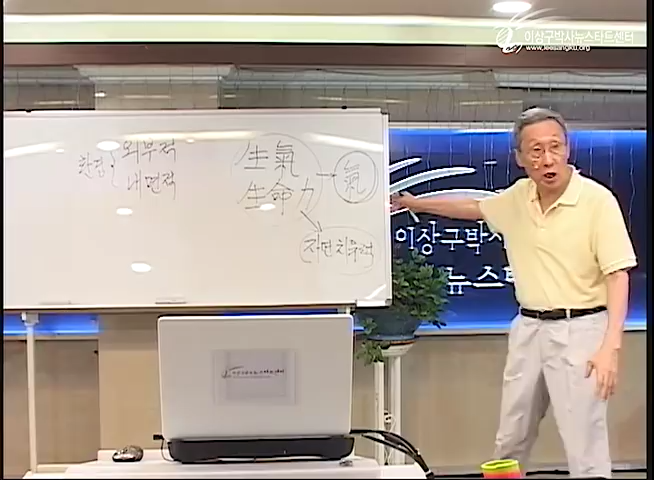 이상구박사뉴스타트센터
www.leesangku.org
환경 { 외부적
내면적
生氣 → 氣
生命力
자연치유력
이상구박사
뉴스